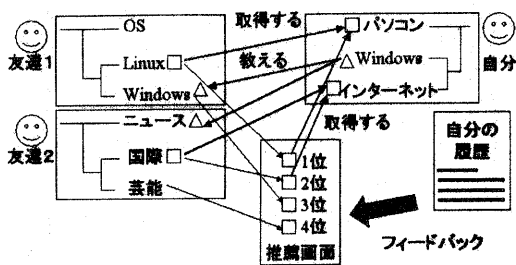 OS
取得する
パソコン
友達1
Linux
Windows
自分
Windows
教える
インターネット
ニュース
取得する
友達2
国際
芸能
1位
2位
3位
4位
推薦画面
自分の
履歴
フィードバック